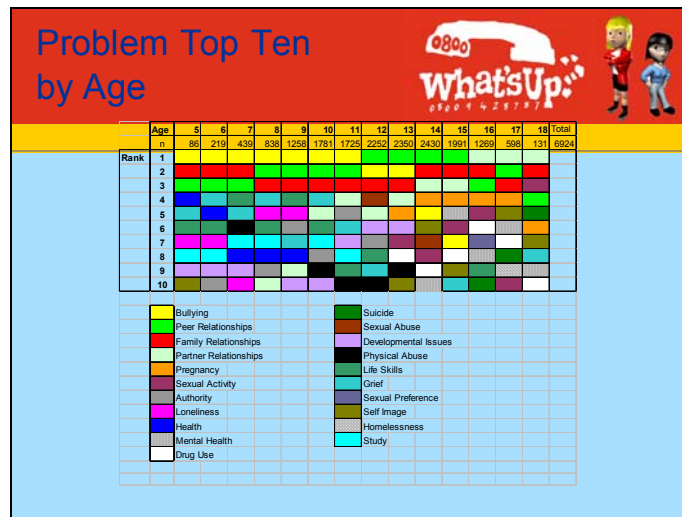 Problem Top Ten
by Age
0800
What'sUp
0800 9428787
Age 5 6 7 8 9 10 11 12 13 14 15 16 17 18 Total
n 86 219 439 838 1258 1781 1725 2252 2350 2430 1991 1269 598 131 6924
Rank 1
2
3
4
5
6
7
8
9
10
Bullying Suicide
Peer Relationships Sexual Abuse
Family Relationships Developmental Issues
Partner Relationships Physical Abuse
Pregnancy Life Skills
Sexual Activity Grief
Authority Sexual Preference
Loneliness Self Image
Health Homelessness
Mental Health Study
Drug Use